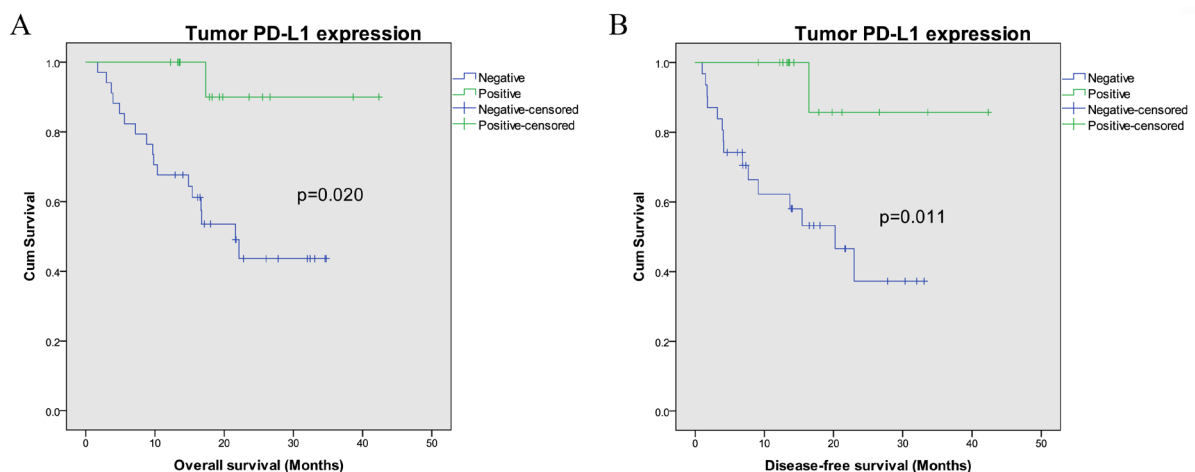 A
Tumor PD-L1 expression
Cum Survival
1.0
0.8
0.6
0.4
0.2
0.0
0
10
20
30
40
50
Overall survival (Months)
p=0.020
Negative
Positive
Negative-censored
Positive-censored
B
Tumor PD-L1 expression
Cum Survival
1.0
0.8
0.6
0.4
0.2
0.0
0
10
20
30
40
50
Disease-free survival (Months)
p=0.011
Negative
Positive
Negative-censored
Positive-censored